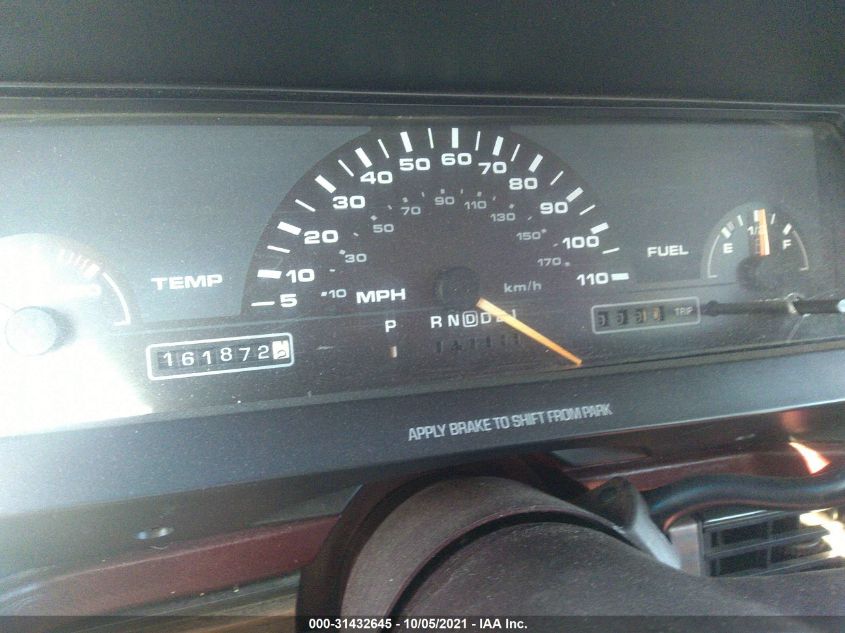 50 60 70
40 80
30 90
20 100
10 110
5
70 90 110 130
50 150
30 170
10
MPH km/h
TEMP
FUEL
E 1/2 F
P R N D D 2 1
TRIP
161872
APPLY BRAKE TO SHIFT FROM PARK
000-31432645 - 10/05/2021 - IAA Inc.